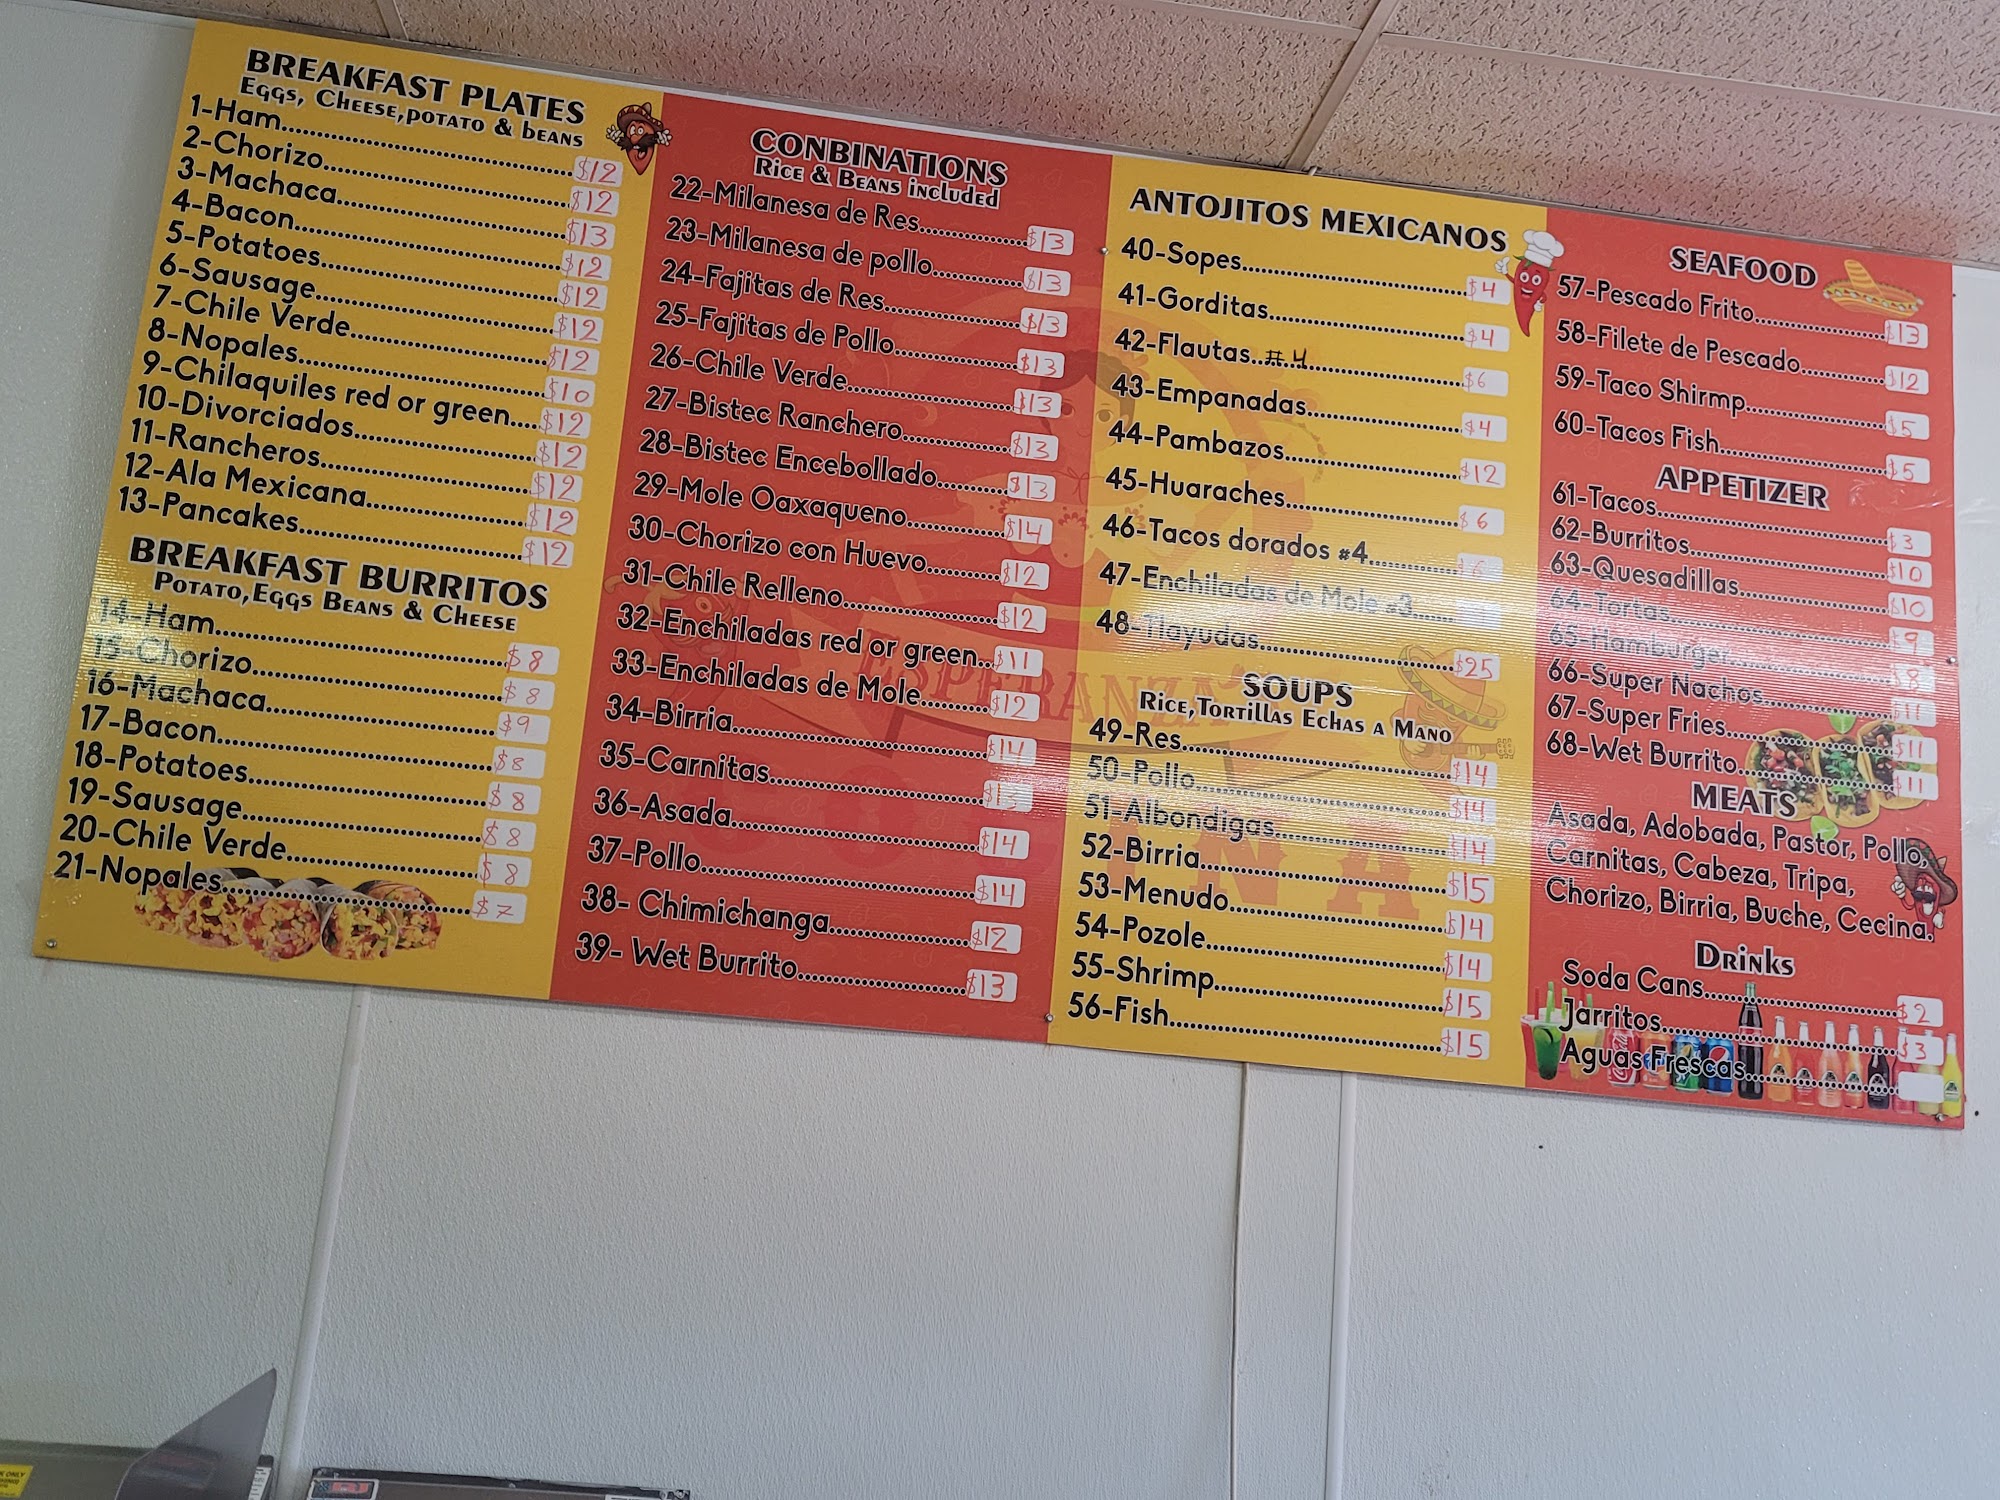 BREAKFAST PLATES
Eggs, Cheese, potato & beans
1-Ham $12
2-Chorizo $12
3-Machaca $13
4-Bacon $12
5-Potatoes $12
6-Sausage $12
7-Chile Verde $12
8-Nopales $10
9-Chilaquiles red or green $12
10-Divorciados $12
11-Rancheros $12
12-Ala Mexicana $12
13-Pancakes $12
BREAKFAST BURRITOS
Potato, Eggs Beans & Cheese
14-Ham $8
15-Chorizo $8
16-Machaca $9
17-Bacon $8
18-Potatoes $8
19-Sausage $8
20-Chile Verde $8
21-Nopales $7
CONBINATIONS
Rice & Beans included
22-Milanesa de Res $13
23-Milanesa de pollo $13
24-Fajitas de Res $13
25-Fajitas de Pollo $13
26-Chile Verde $13
27-Bistec Ranchero $13
28-Bistec Encebollado $13
29-Mole Oaxaqueno $14
30-Chorizo con Huevo $12
31-Chile Relleno $12
32-Enchiladas red or green $11
33-Enchiladas de Mole $12
34-Birria $14
35-Carnitas
36-Asada $14
37-Pollo $14
38- Chimichanga $12
39- Wet Burrito $13
ESPERANZA'S
COCINA
ANTOJITOS MEXICANOS
40-Sopes $4
41-Gorditas $4
42-Flautas #4 $6
43-Empanadas $4
44-Pambazos $12
45-Huaraches $6
46-Tacos dorados #4 $6
47-Enchiladas de Mole #3
48-Tlayudas $25
SOUPS
Rice, Tortillas Echas a Mano
49-Res $14
50-Pollo $14
51-Albondigas $14
52-Birria $15
53-Menudo $14
54-Pozole $14
55-Shrimp $15
56-Fish $15
SEAFOOD
57-Pescado Frito $13
58-Filete de Pescado $12
59-Taco Shirmp $5
60-Tacos Fish $5
APPETIZER
61-Tacos $3
62-Burritos $10
63-Quesadillas $10
64-Tortas $9
65-Hamburger $8
66-Super Nachos $11
67-Super Fries $11
68-Wet Burrito $11
MEATS
Asada, Adobada, Pastor, Pollo,
Carnitas, Cabeza, Tripa,
Chorizo, Birria, Buche, Cecina.
Drinks
Soda Cans $2
Jarritos $3
Aguas Frescas